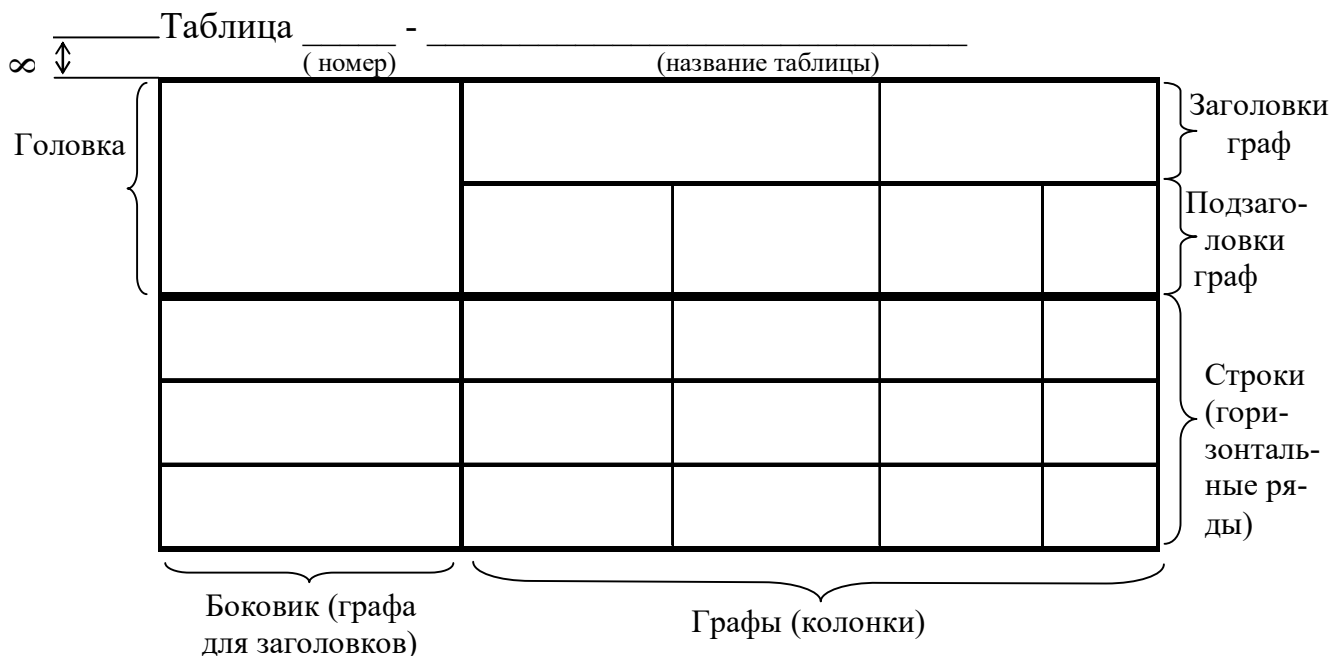 Таблица _____ - _____________________________
∞
( номер) (название таблицы)
Головка
Заголовки
граф
Подзаго-
ловки
граф
Строки
(гори-
зонталь-
ные ря-
ды)
Боковик (графа
для заголовков)
Графы (колонки)